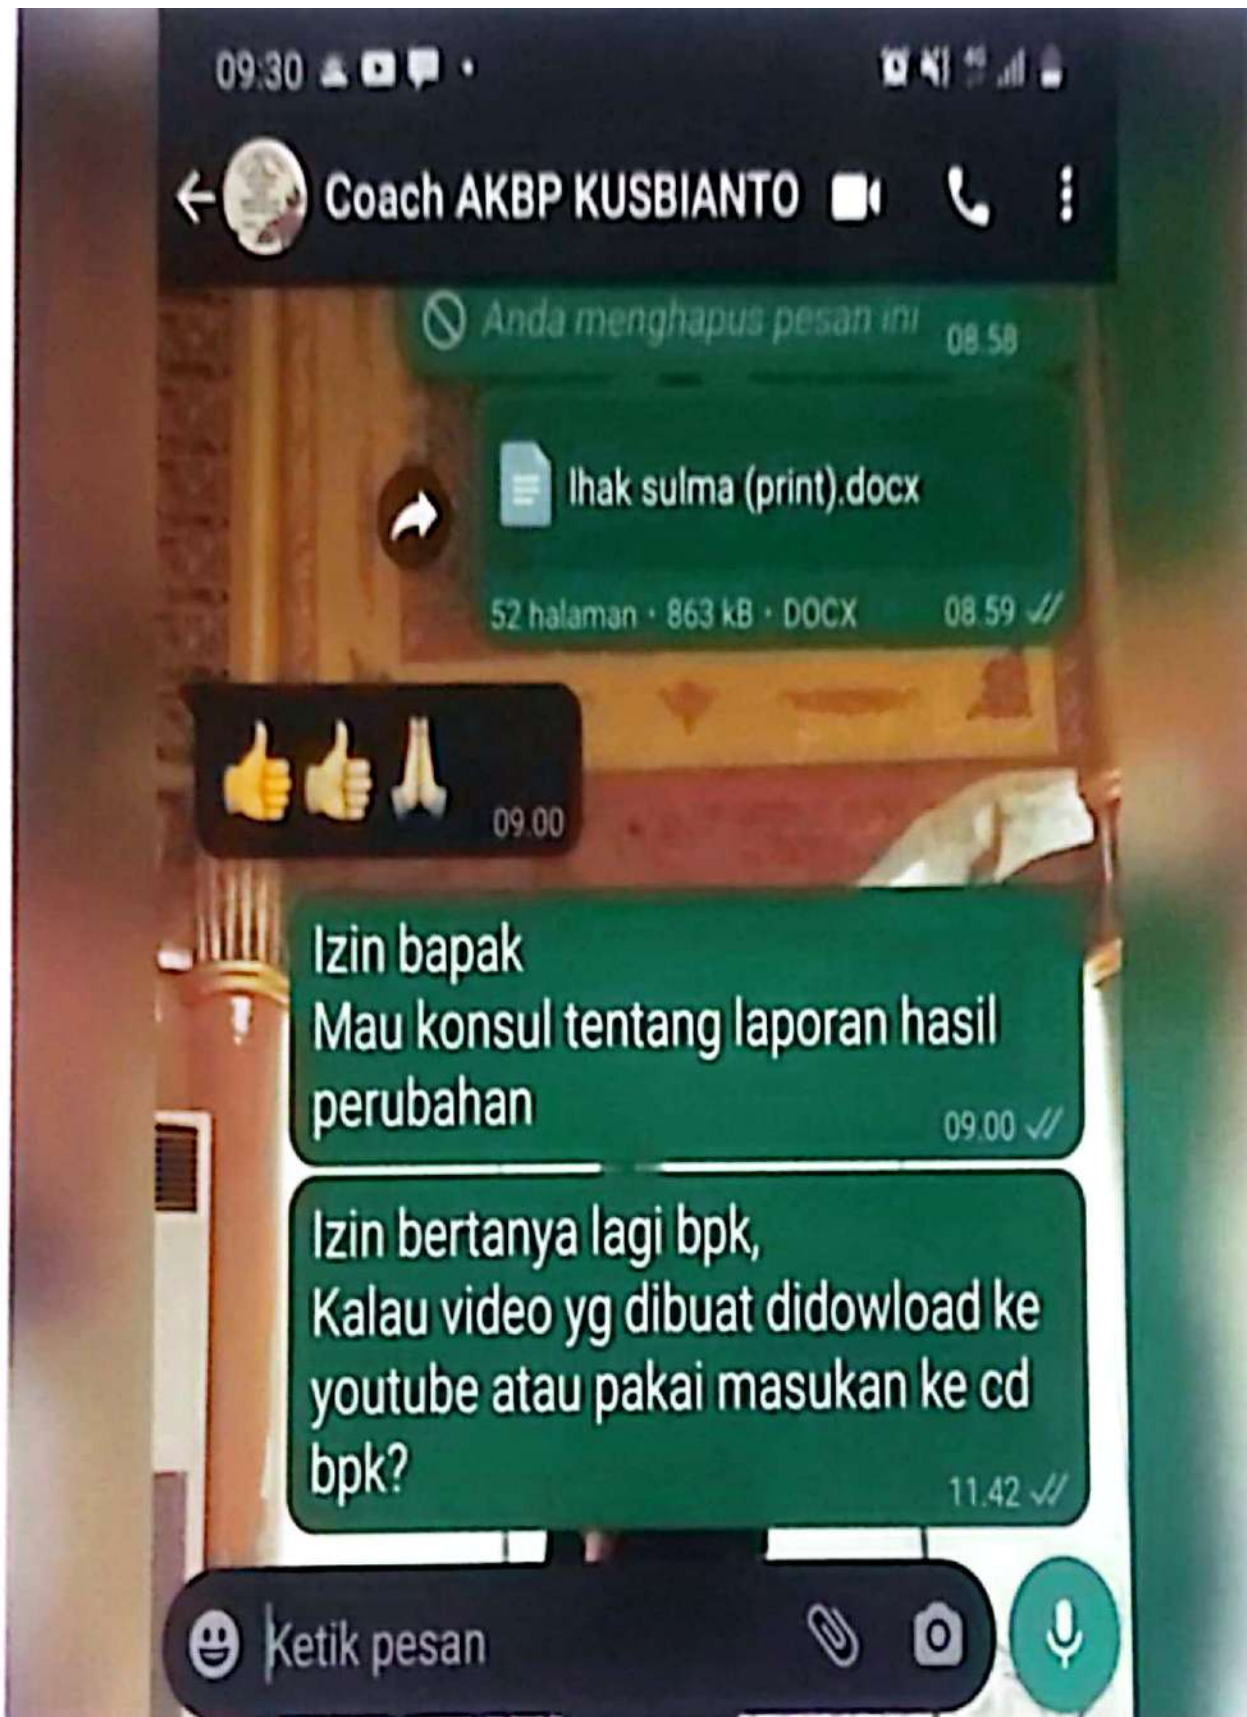 09:30
Coach AKBP KUSBIANTO
Anda menghapus pesan ini 08.58
lhak sulma (print).docx
52 halaman · 863 kB · DOCX 08.59
👍👍🙏 09.00
Izin bapak
Mau konsul tentang laporan hasil
perubahan
09.00
Izin bertanya lagi bpk,
Kalau video yg dibuat didowload ke
youtube atau pakai masukan ke cd
bpk?
11.42
Ketik pesan